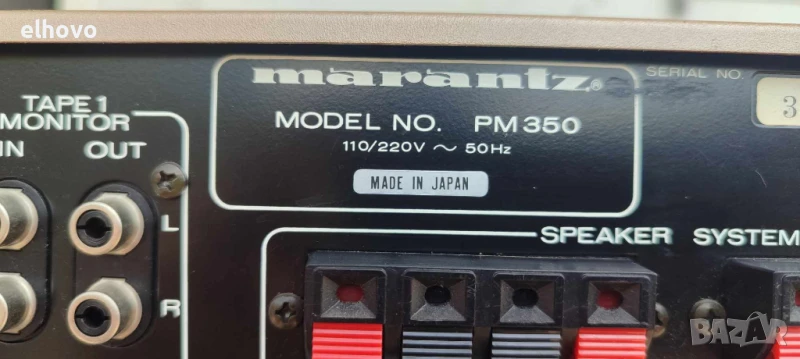 elhovo
marantz®
SERIAL NO.
3
MODEL NO. PM350
110/220V ~ 50Hz
MADE IN JAPAN
TAPE 1
MONITOR
IN OUT
L
R
SPEAKER SYSTEM
BAZAR